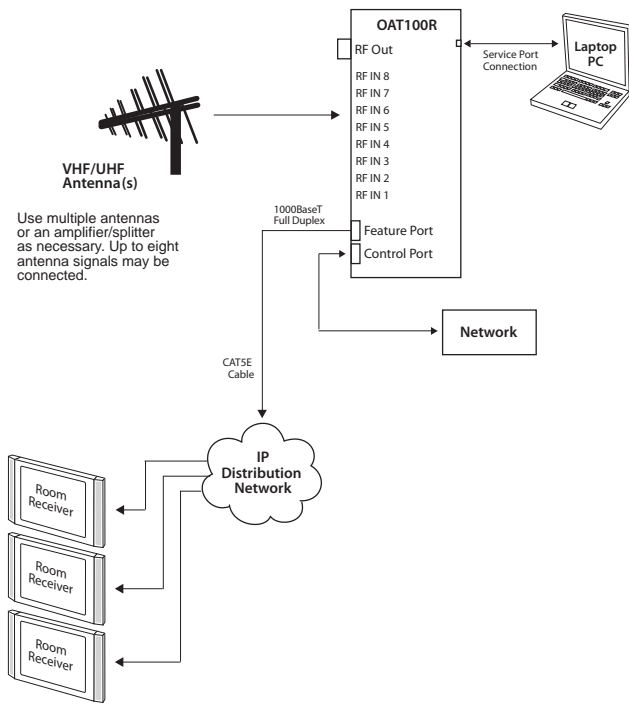 OAT100R
RF Out
RF IN 8
RF IN 7
RF IN 6
RF IN 5
RF IN 4
RF IN 3
RF IN 2
RF IN 1
Feature Port
Control Port
Service Port
Connection
Laptop
PC
VHF/UHF
Antenna(s)
Use multiple antennas
or an amplifier/splitter
as necessary. Up to eight
antenna signals may be
connected.
1000BaseT
Full Duplex
Network
CAT5E
Cable
IP
Distribution
Network
Room
Receiver
Room
Receiver
Room
Receiver